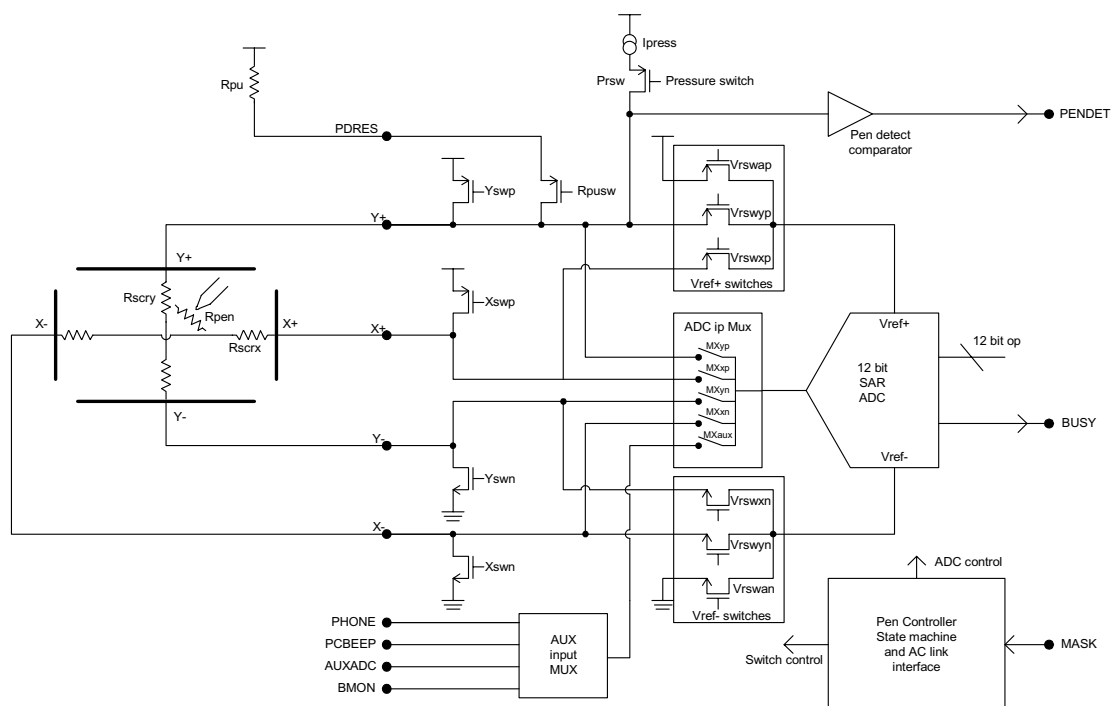 Ipress
Rpu
Prsw
Pressure switch
PDRES
PENDET
Pen detect
comparator
Vrswap
Yswp
Rpusw
Y+
Vrswyp
Vrswxp
Y+
Vref+ switches
Rscry
Rpen
Xswp
X-
X+
X+
Rscrx
ADC ip Mux
MXyp
MXxp
MXyn
MXxn
MXaux
Vref+
12 bit op
12 bit
SAR
ADC
Y-
Y-
BUSY
Vref-
Yswn
Vrswxn
X-
Vrswyn
Xswn
Vrswan
Vref- switches
ADC control
PHONE
PCBEEP
AUXADC
BMON
AUX
input
MUX
Switch control
Pen Controller
State machine
and AC link
interface
MASK